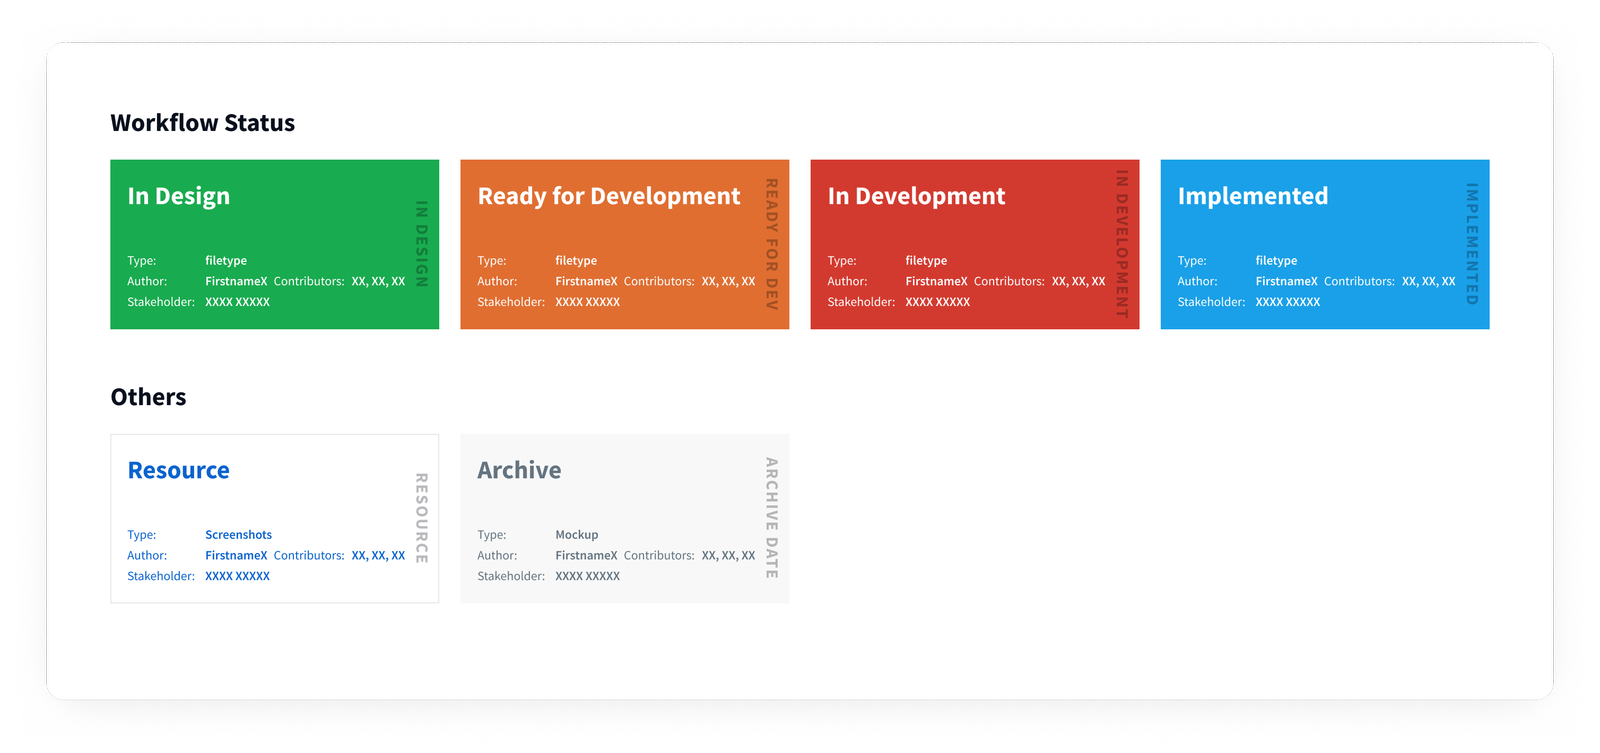 Workflow Status
In Design
Type: filetype
Author: FirstnameX Contributors: XX, XX, XX
Stakeholder: XXXX XXXXX
IN DESIGN
Ready for Development
Type: filetype
Author: FirstnameX Contributors: XX, XX, XX
Stakeholder: XXXX XXXXX
READY FOR DEV
In Development
Type: filetype
Author: FirstnameX Contributors: XX, XX, XX
Stakeholder: XXXX XXXXX
IN DEVELOPMENT
Implemented
Type: filetype
Author: FirstnameX Contributors: XX, XX, XX
Stakeholder: XXXX XXXXX
IMPLEMNTED
Others
Resource
Type: Screenshots
Author: FirstnameX Contributors: XX, XX, XX
Stakeholder: XXXX XXXXX
RESOURCE
Archive
Type: Mockup
Author: FirstnameX Contributors: XX, XX, XX
Stakeholder: XXXX XXXXX
ARCHIVE DATE